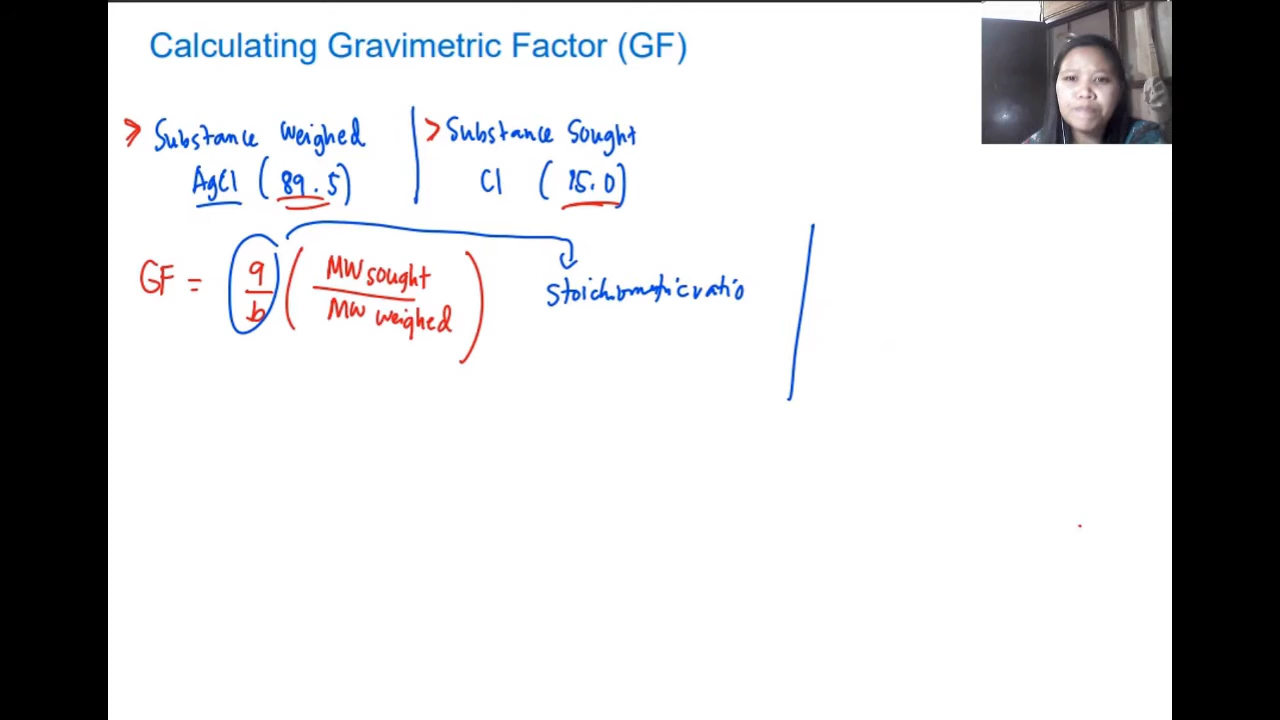 Calculating Gravimetric Factor (GF)
> Substance Weighed
> Substance Sought
AgCl (89.5)
Cl (15.0)
GF = a/b (MW sought / MW weighed)
Stoichiometric ratio